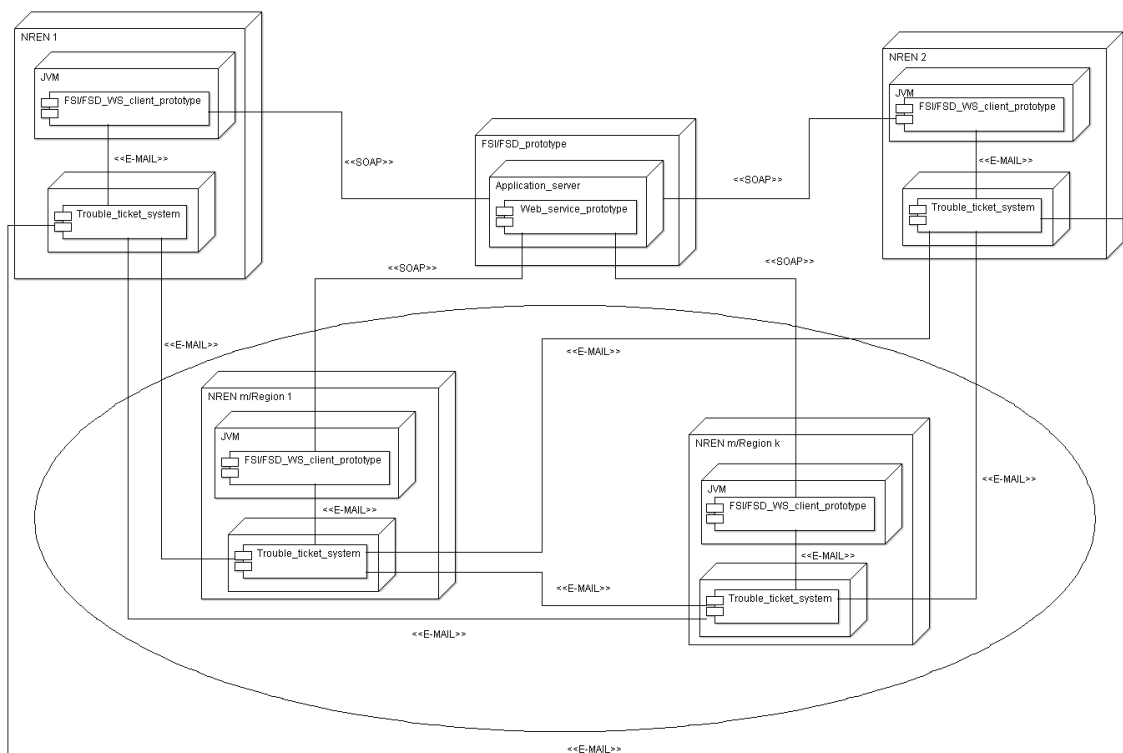 NREN 1
JVM
FSI/FSD_WS_client_prototype
<<E-MAIL>>
Trouble_ticket_system
<<SOAP>>
FSI/FSD_prototype
Application_server
Web_service_prototype
<<SOAP>>
NREN 2
JVM
FSI/FSD_WS_client_prototype
<<E-MAIL>>
Trouble_ticket_system
<<SOAP>>
<<SOAP>>
<<E-MAIL>>
<<E-MAIL>>
NREN m/Region 1
JVM
FSI/FSD_WS_client_prototype
<<E-MAIL>>
Trouble_ticket_system
NREN m/Region k
JVM
FSI/FSD_WS_client_prototype
<<E-MAIL>>
Trouble_ticket_system
<<E-MAIL>>
<<E-MAIL>>
<<E-MAIL>>
<<E-MAIL>>